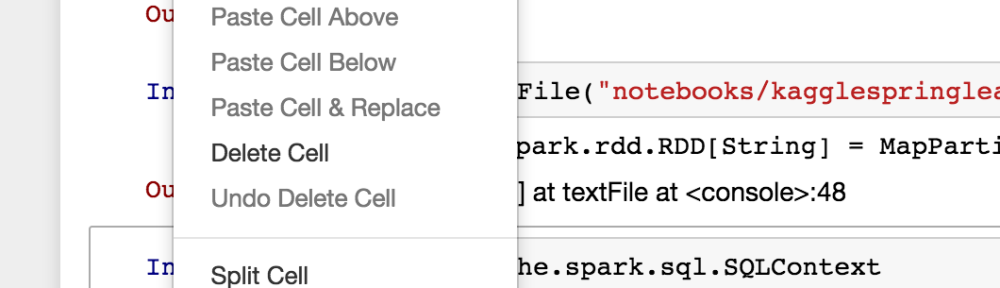 Ou
Paste Cell Above
Paste Cell Below
In
Paste Cell & Replace
File("notebooks/kagglespringlea
Delete Cell
park.rdd.RDD[String] = MapParti
Ou
Undo Delete Cell
] at textFile at <console>:48
In
Split Cell
he.spark.sql.SQLContext